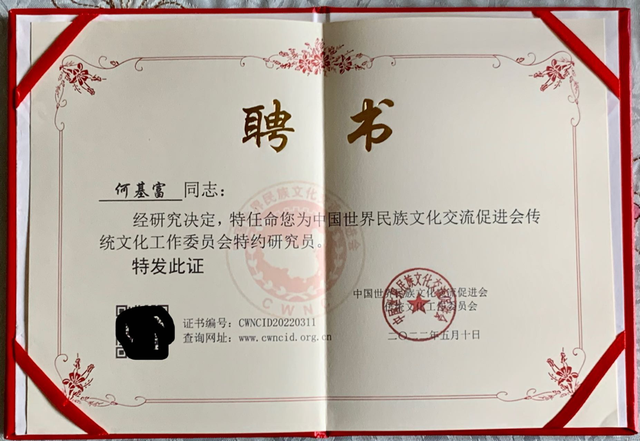 聘书
何基富 同志：
经研究决定，特任命您为中国世界民族文化交流促进会传
统文化工作委员会特约研究员。
特发此证
中国世界民族文化交流促进会
传统文化工作委员会
证书编号：CWNCID20220311
查询网址：www.cwncid.org.cn
二〇二二年五月十日
CWNC